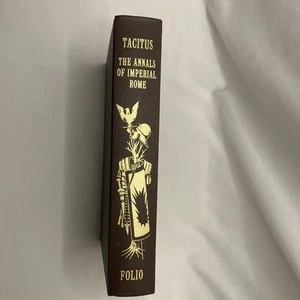 TACITUS
THE ANNALS
OF IMPERIAL
ROME
FOLIO